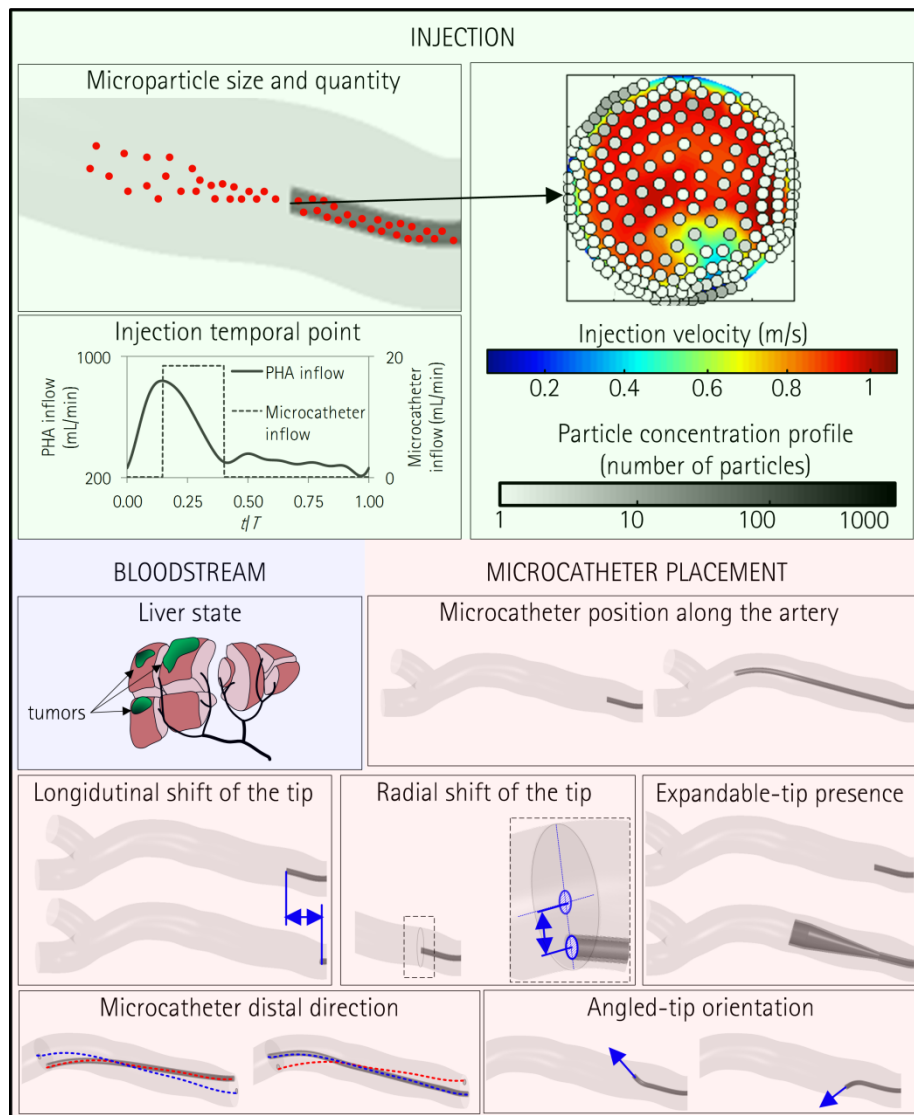 INJECTION
Microparticle size and quantity
Injection temporal point
1000
200
PHA inflow
(mL/min)
PHA inflow
Microcatheter
inflow
20
0
Microcatheter
inflow (mL/min)
0.00
0.25
0.50
0.75
1.00
t/T
Injection velocity (m/s)
0.2
0.4
0.6
0.8
1
Particle concentration profile
(number of particles)
1
10
100
1000
BLOODSTREAM
Liver state
tumors
MICROCATHETER PLACEMENT
Microcatheter position along the artery
Longidutinal shift of the tip
Radial shift of the tip
Expandable-tip presence
Microcatheter distal direction
Angled-tip orientation